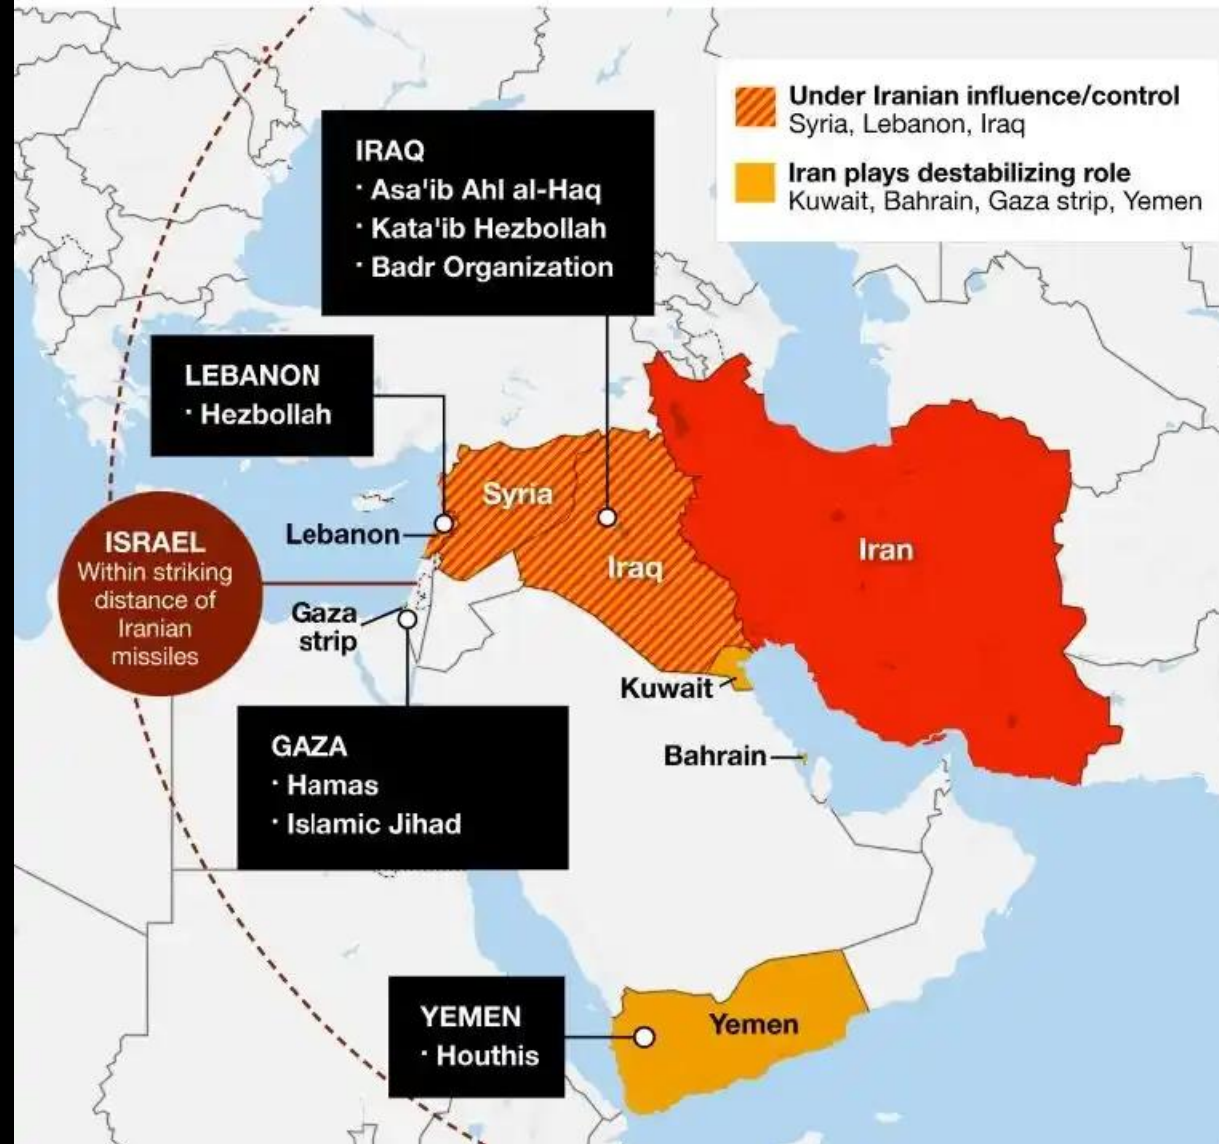 Under Iranian influence/control
Syria, Lebanon, Iraq
Iran plays destabilizing role
Kuwait, Bahrain, Gaza strip, Yemen
IRAQ
· Asa'ib Ahl al-Haq
· Kata'ib Hezbollah
· Badr Organization
LEBANON
· Hezbollah
Syria
Lebanon
Iraq
Iran
ISRAEL
Within striking
distance of
Iranian
missiles
Gaza
strip
Kuwait
Bahrain
GAZA
· Hamas
· Islamic Jihad
YEMEN
· Houthis
Yemen